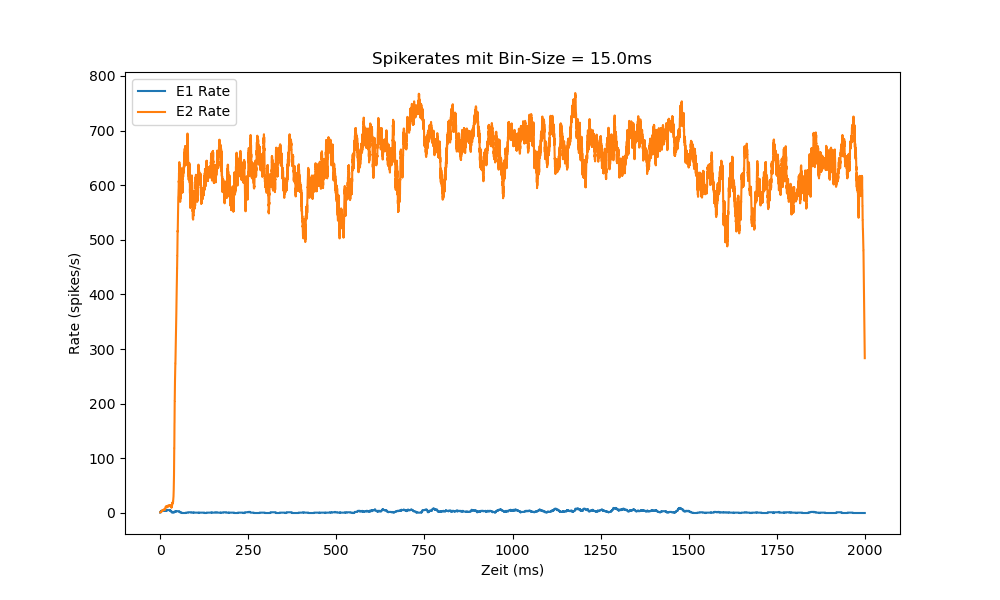 Spikerates mit Bin-Size = 15.0ms
E1 Rate
E2 Rate
800
700
600
500
400
300
200
100
0
Rate (spikes/s)
0 250 500 750 1000 1250 1500 1750 2000
Zeit (ms)